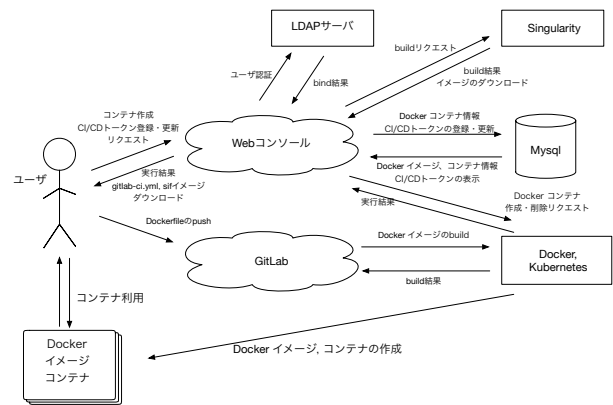 LDAPサーバ
Singularity
buildリクエスト
ユーザ認証
bind結果
build結果
イメージのダウンロード
コンテナ作成
CI/CDトークン登録・更新
リクエスト
Docker コンテナ情報
CI/CDトークンの登録・更新
Webコンソール
Mysql
ユーザ
実行結果
gitlab-ci.yml, sifイメージ
ダウンロード
Docker イメージ、コンテナ情報
CI/CDトークンの表示
Docker コンテナ
作成・削除リクエスト
実行結果
Dockerfileのpush
Docker イメージのbuild
GitLab
Docker,
Kubernetes
build結果
コンテナ利用
Docker
イメージ
コンテナ
Docker イメージ, コンテナの作成